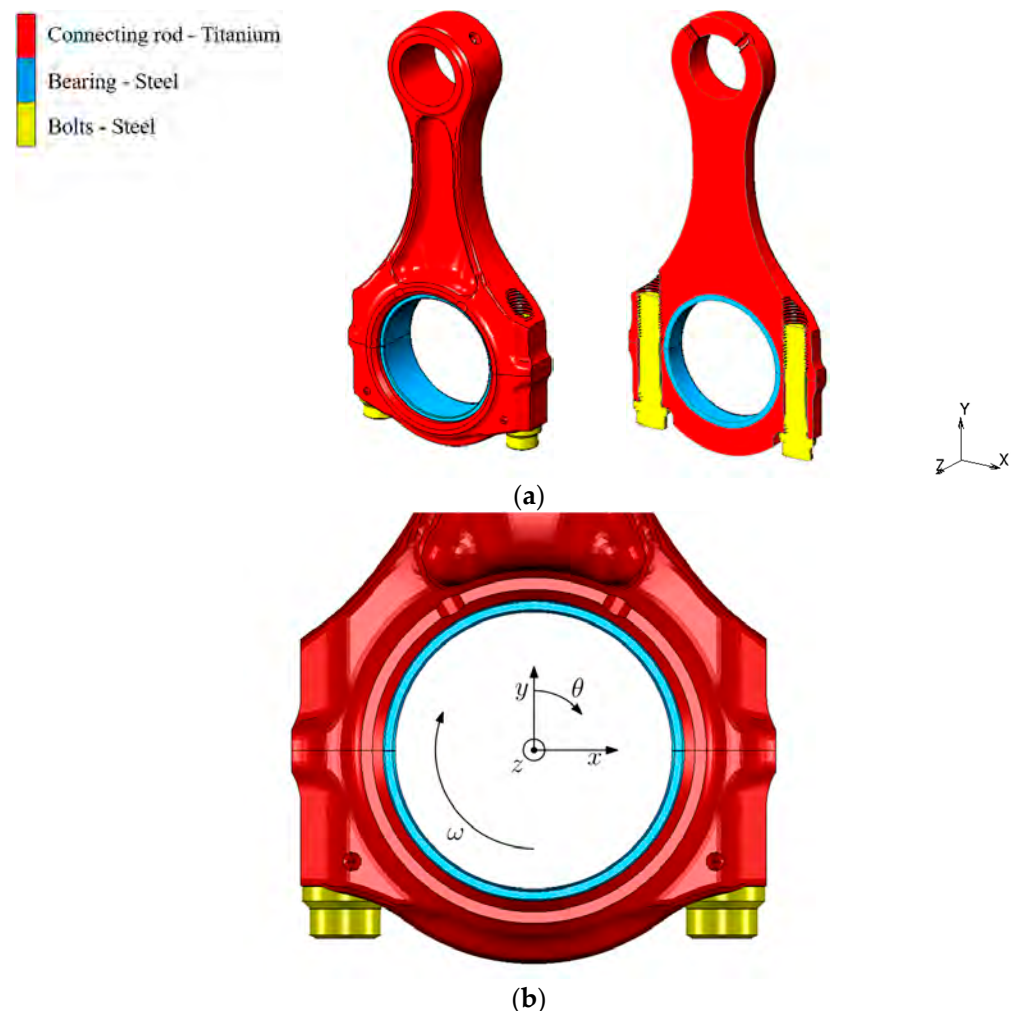 Connecting rod - Titanium
Bearing - Steel
Bolts - Steel
Y
Z
X
(a)
y
θ
z
x
ω
(b)